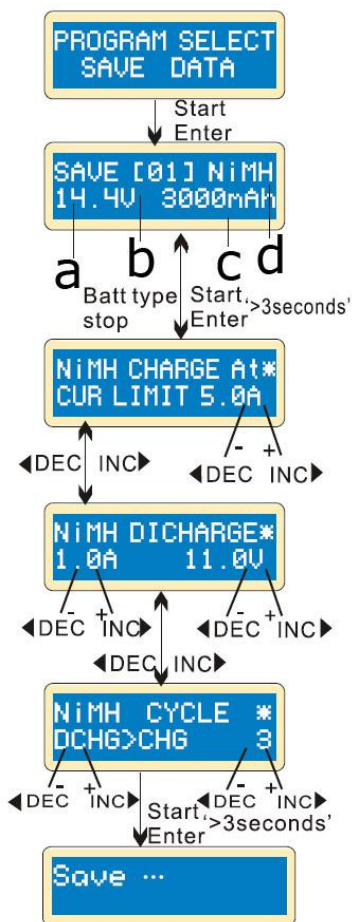 PROGRAM SELECT
SAVE DATA
Start
Enter
SAVE [01] NiMH
14.4V 3000mAh
a b c d
Batt type
stop
Start
Enter
'>3seconds'
NiMH CHARGE At*
CUR LIMIT 5.0A
- +
◀DEC INC▶
◀DEC INC▶
NiMH DICHARGE*
1.0A 11.0V
- + - +
◀DEC INC▶ ◀DEC INC▶
◀DEC INC▶
NiMH CYCLE *
DCHG>CHG 3
- + - +
◀DEC INC▶ ◀DEC INC▶
Start
Enter
'>3seconds'
Save ...